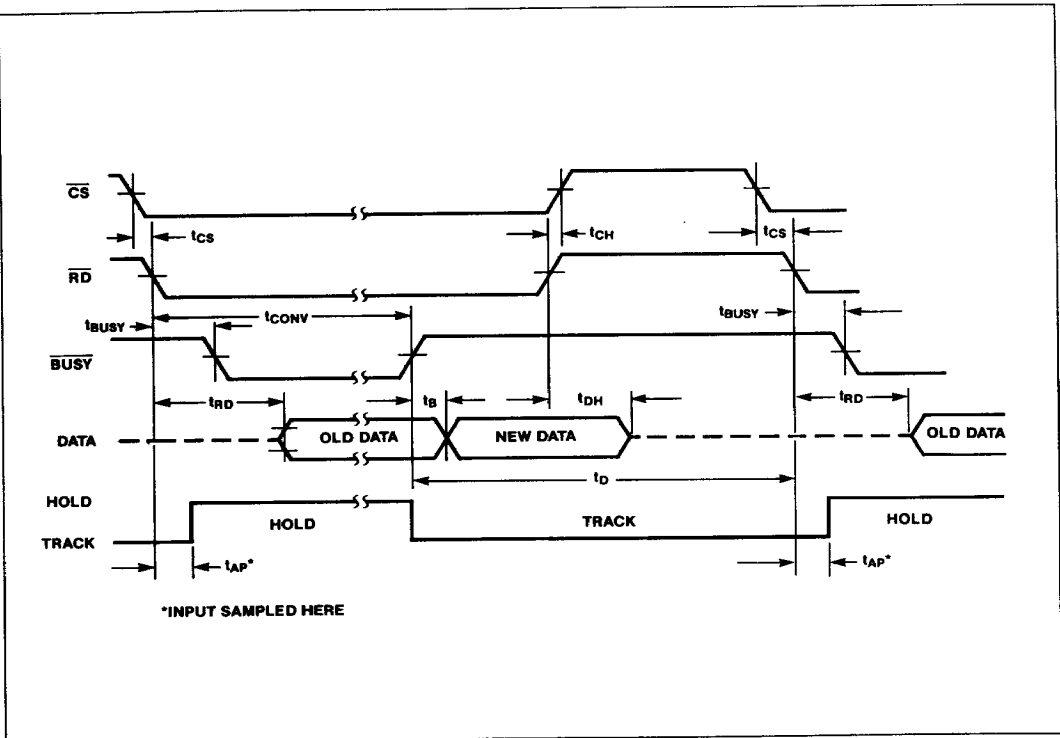 CS
tCS
tCH
tCS
RD
tBUSY
tCONV
tBUSY
BUSY
tRD
tB
tDH
tRD
DATA
OLD DATA
NEW DATA
OLD DATA
tD
HOLD
HOLD
TRACK
HOLD
TRACK
tAP*
tAP*
*INPUT SAMPLED HERE